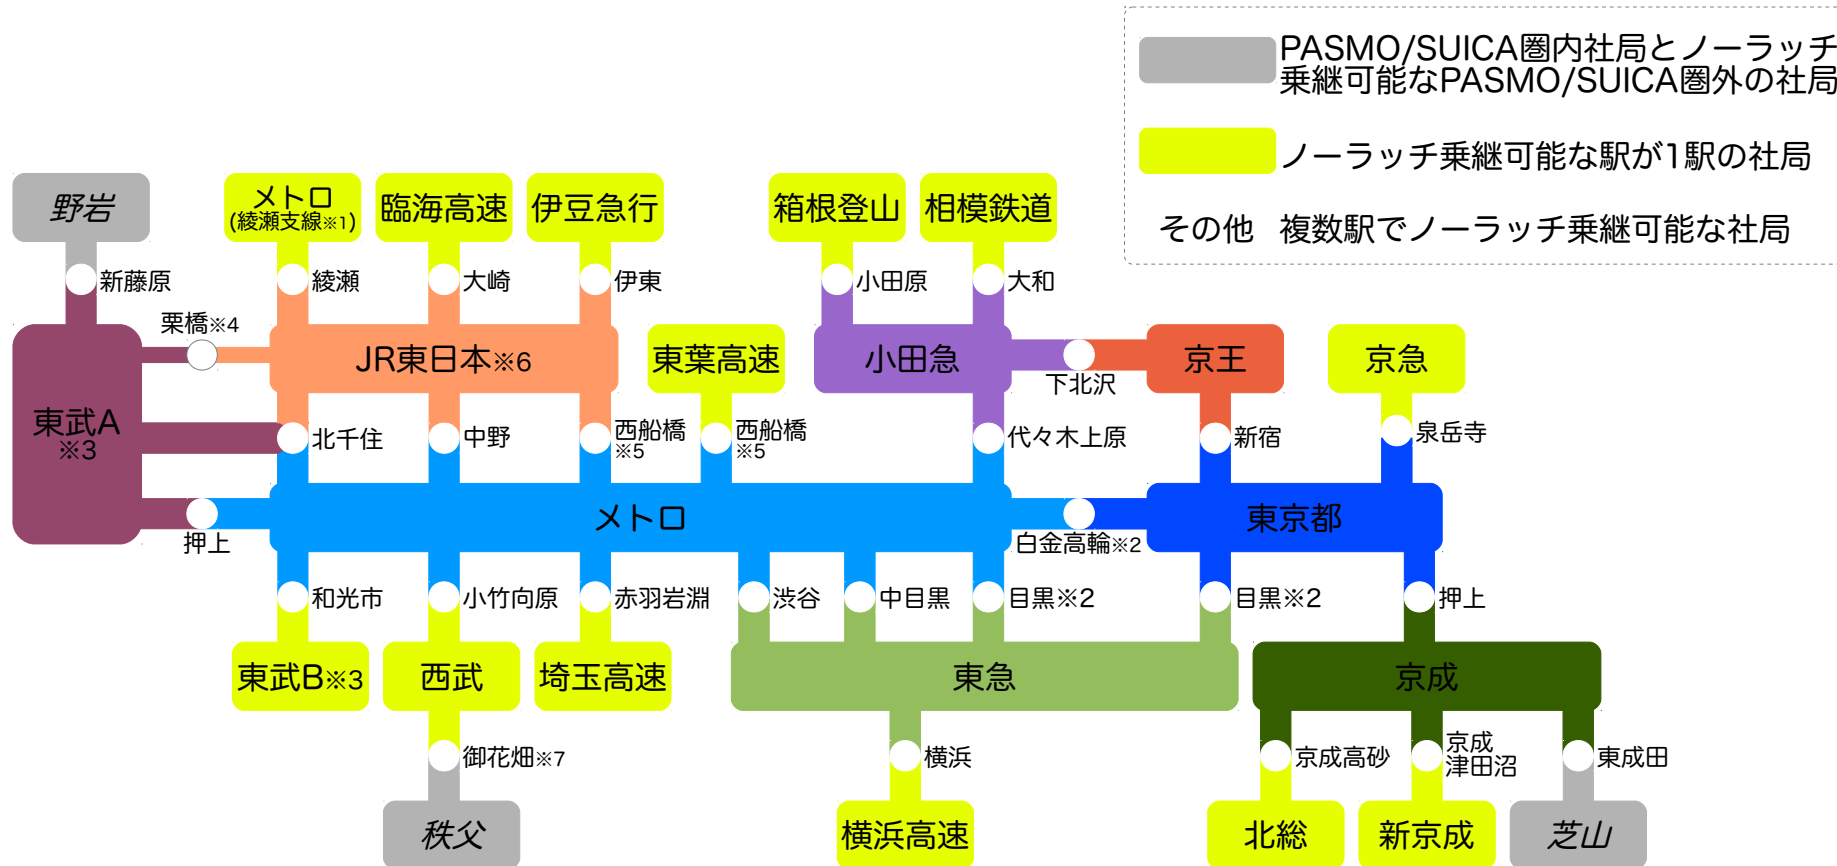 PASMO/SUICA圏内社局とノーラッチ
乗継可能なPASMO/SUICA圏外の社局
ノーラッチ乗継可能な駅が1駅の社局
その他 複数駅でノーラッチ乗継可能な社局
野岩
メトロ
(綾瀬支線※1)
臨海高速
伊豆急行
箱根登山
相模鉄道
新藤原
綾瀬
大崎
伊東
小田原
大和
栗橋※4
JR東日本※6
東葉高速
小田急
下北沢
京王
京急
東武A
※3
北千住
中野
西船橋
※5
西船橋
※5
代々木上原
新宿
泉岳寺
押上
メトロ
白金高輪※2
東京都
和光市
小竹向原
赤羽岩淵
渋谷
中目黒
目黒※2
目黒※2
押上
東武B※3
西武
埼玉高速
東急
京成
御花畑※7
横浜
京成高砂
京成
津田沼
東成田
秩父
横浜高速
北総
新京成
芝山